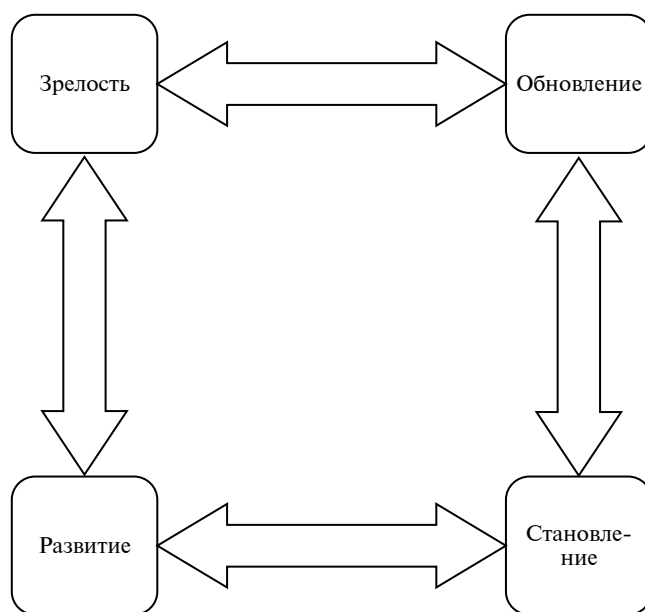 Зрелость
Обновление
Развитие
Становле-
ние